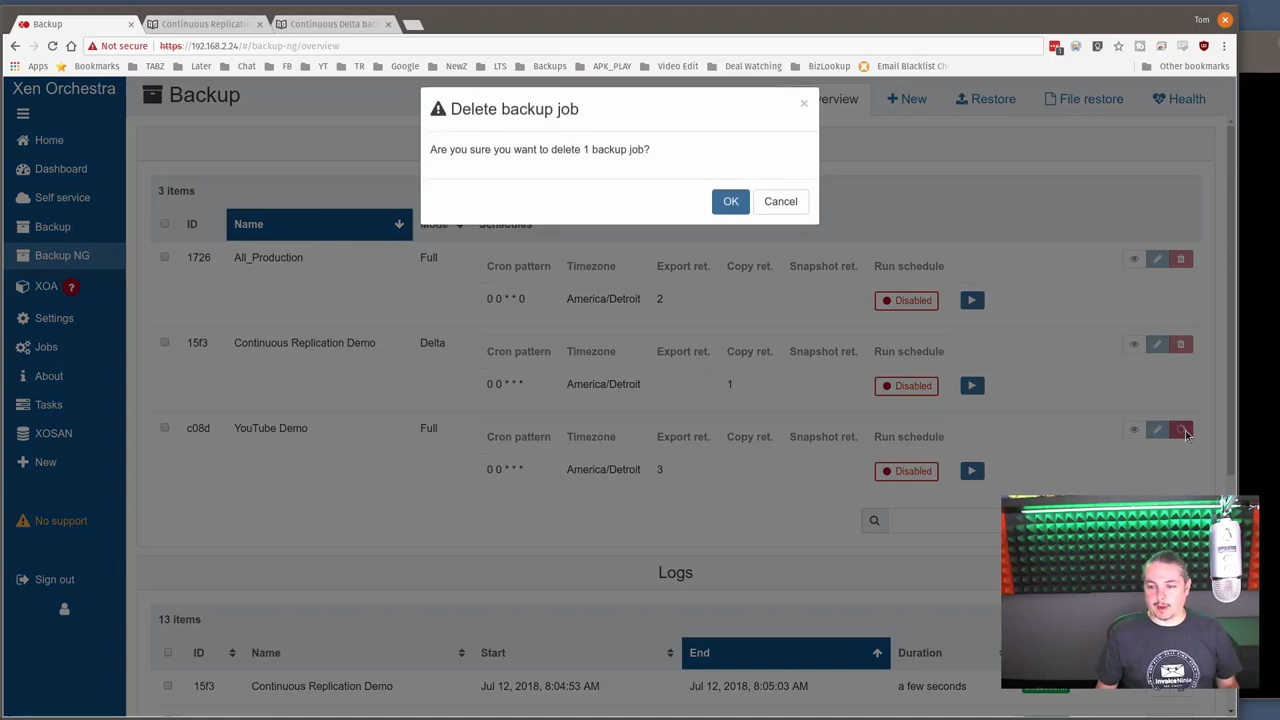 Tom
Backup
Continuous Replicati
Continuous Delta bac
Not secure
https://192.168.2.24/#/backup-ng/overview
Apps
Bookmarks
TABZ
Later
Chat
FB
YT
TR
Google
NewZ
LTS
Backups
APK_PLAY
Video Edit
Deal Watching
BizLookup
Email Blacklist Ch
Other bookmarks
Xen Orchestra
Backup
erview
New
Restore
File restore
Health
Delete backup job
×
Are you sure you want to delete 1 backup job?
OK
Cancel
Home
Dashboard
Self service
Backup
Backup NG
XOA ?
Settings
Jobs
About
Tasks
XOSAN
New
No support
Sign out
3 items
ID
Name
Mode
Schedules
1726
All_Production
Full
Cron pattern
Timezone
Export ret.
Copy ret.
Snapshot ret.
Run schedule
0 0 * * 0
America/Detroit
2
Disabled
15f3
Continuous Replication Demo
Delta
Cron pattern
Timezone
Export ret.
Copy ret.
Snapshot ret.
Run schedule
0 0 * * *
America/Detroit
1
Disabled
c08d
YouTube Demo
Full
Cron pattern
Timezone
Export ret.
Copy ret.
Snapshot ret.
Run schedule
0 0 * * *
America/Detroit
3
Disabled
Logs
13 items
ID
Name
Start
End
Duration
15f3
Continuous Replication Demo
Jul 12, 2018, 8:04:53 AM
Jul 12, 2018, 8:05:03 AM
a few seconds
InvoiceNinja